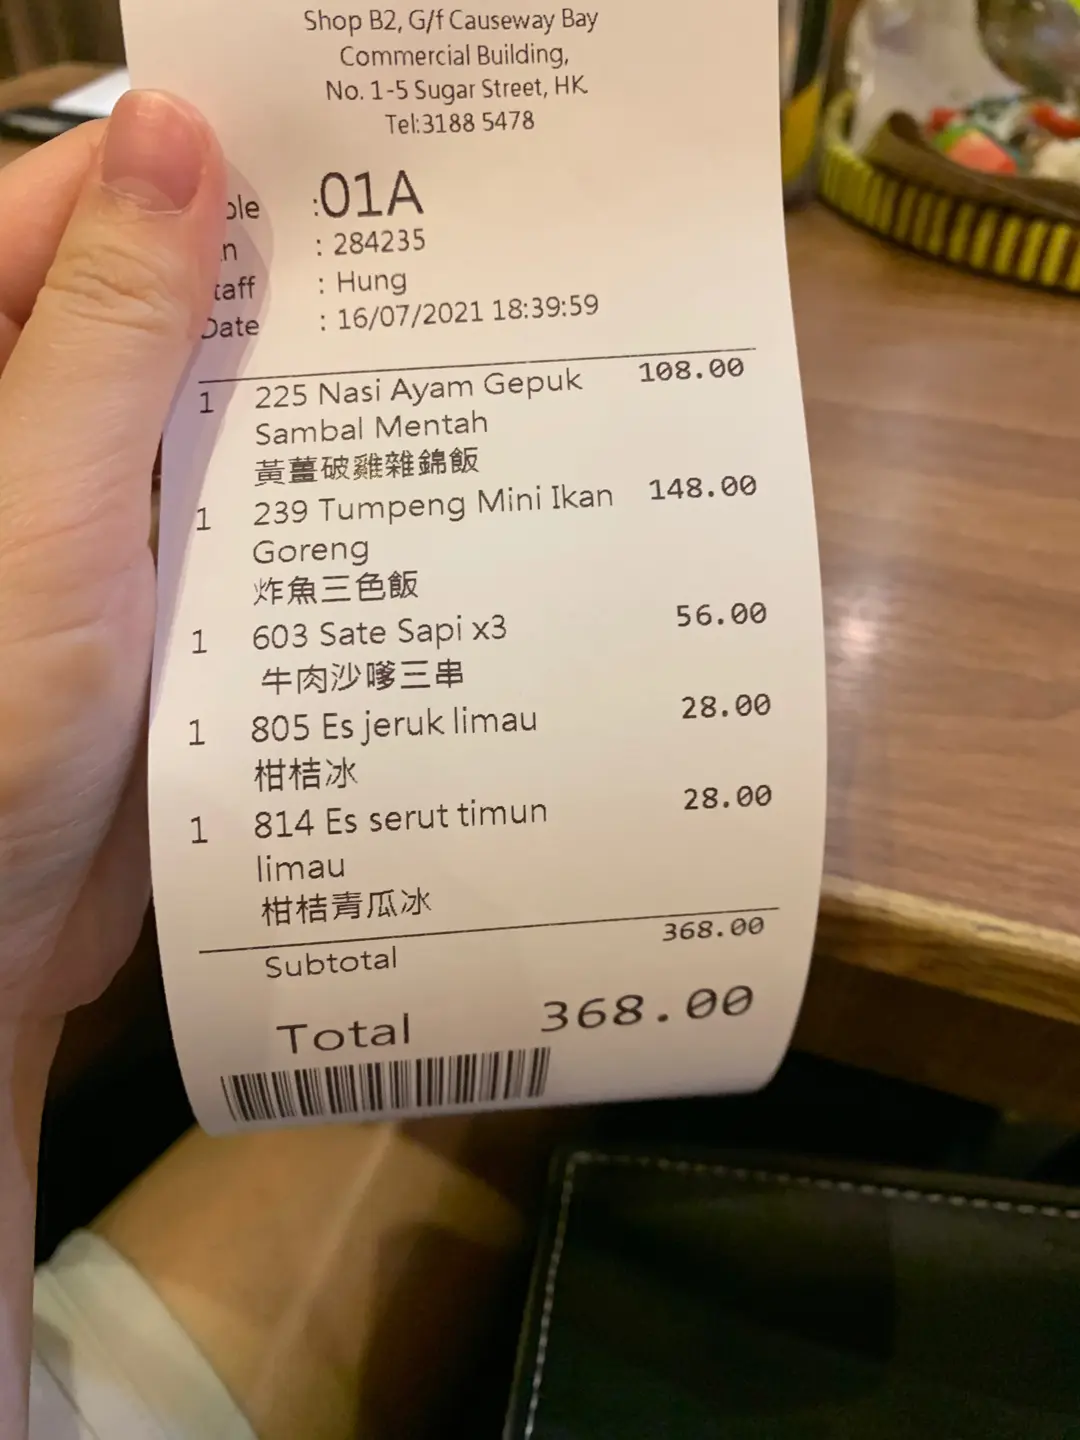 Shop B2, G/f Causeway Bay
Commercial Building,
No. 1-5 Sugar Street, HK
Tel:3188 5478
:01A
: 284235
: Hung
Date : 16/07/2021 18:39:59
1 225 Nasi Ayam Gepuk 108.00
Sambal Mentah
黃薑破雞雜錦飯
1 239 Tumpeng Mini Ikan 148.00
Goreng
炸魚三色飯
1 603 Sate Sapi x3 56.00
牛肉沙嗲三串
1 805 Es jeruk limau 28.00
柑桔冰
1 814 Es serut timun 28.00
limau
柑桔青瓜冰
Subtotal 368.00
Total 368.00